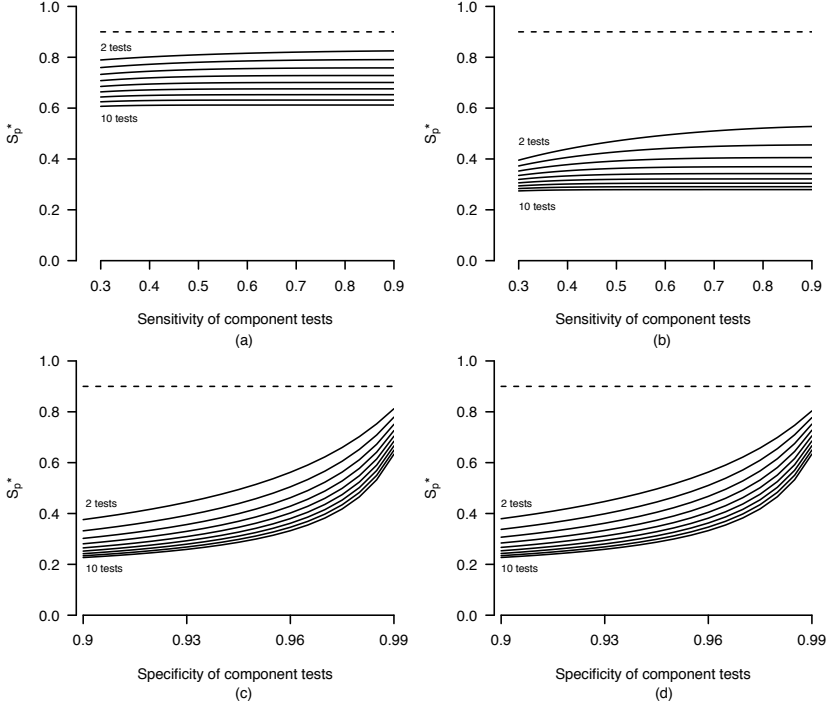 1.0
0.8
0.6
0.4
0.2
0.0
Sp*
2 tests
10 tests
0.3 0.4 0.5 0.6 0.7 0.8 0.9
Sensitivity of component tests
(a)
1.0
0.8
0.6
0.4
0.2
0.0
Sp*
2 tests
10 tests
0.3 0.4 0.5 0.6 0.7 0.8 0.9
Sensitivity of component tests
(b)
1.0
0.8
0.6
0.4
0.2
0.0
Sp*
2 tests
10 tests
0.9 0.93 0.96 0.99
Specificity of component tests
(c)
1.0
0.8
0.6
0.4
0.2
0.0
Sp*
2 tests
10 tests
0.9 0.93 0.96 0.99
Specificity of component tests
(d)